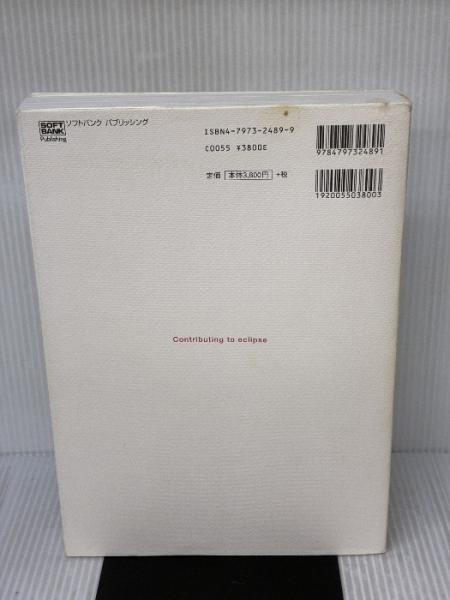 SOFT
BANK
Publishing
ソフトバンク パブリッシング
ISBN4-7973-2489-9
C0055 ¥3800E
定価 本体3,800円 +税
9784797324891
1920055038003
Contributing to eclipse